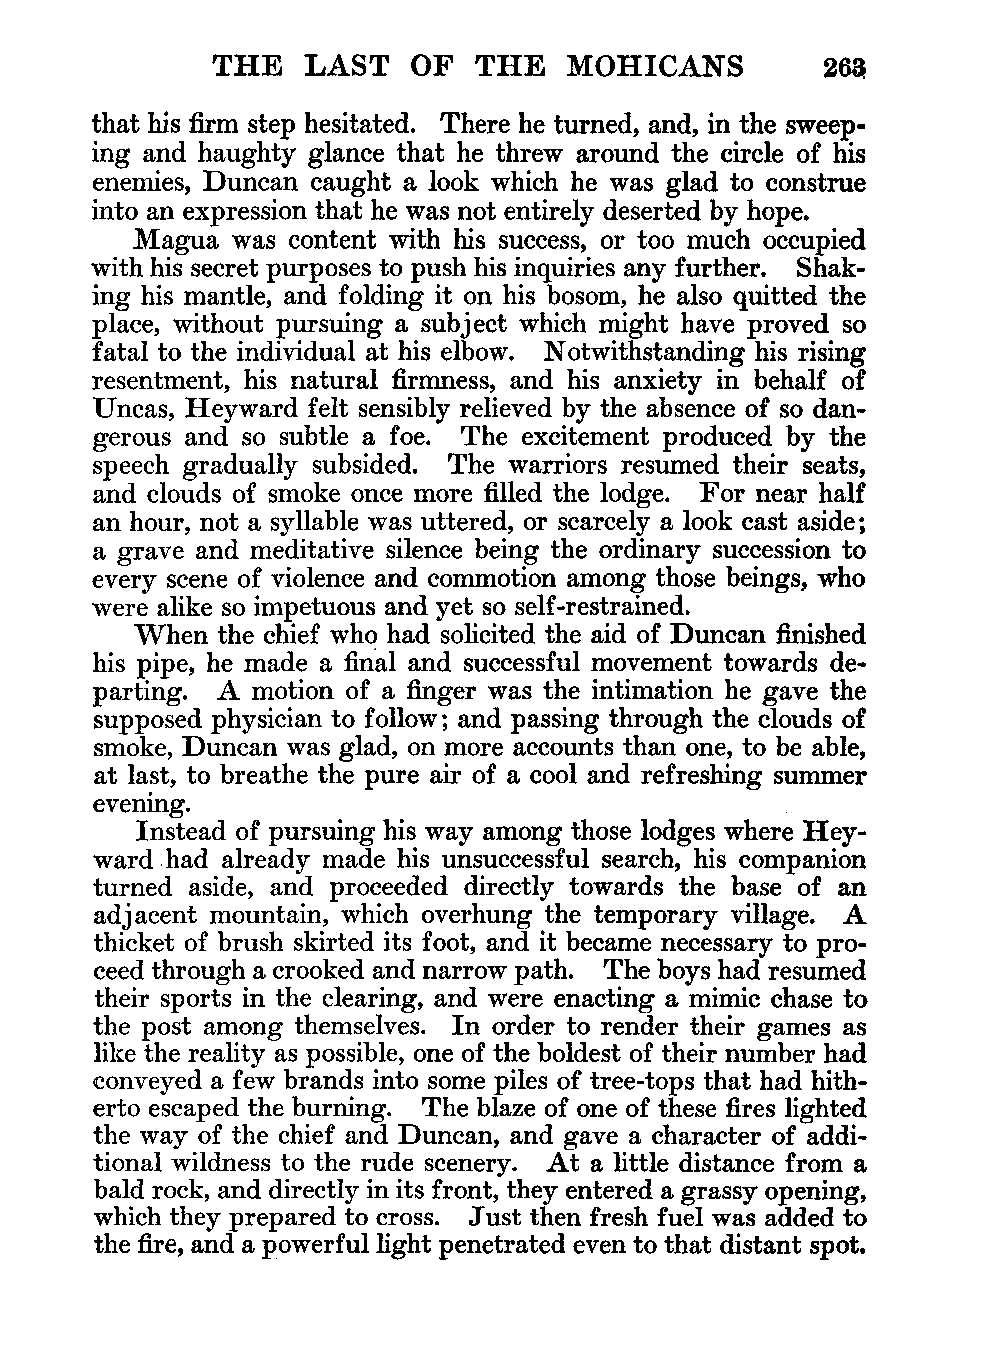 THE LAST OF THE MOHICANS 263
that his firm step hesitated. There he turned, and, in the sweep-
ing and haughty glance that he threw around the circle of his
enemies, Duncan caught a look which he was glad to construe
into an expression that he was not entirely deserted by hope.
Magua was content with his success, or too much occupied
with his secret purposes to push his inquiries any further. Shak-
ing his mantle, and folding it on his bosom, he also quitted the
place, without pursuing a subject which might have proved so
fatal to the individual at his elbow. Notwithstanding his rising
resentment, his natural firmness, and his anxiety in behalf of
Uncas, Heyward felt sensibly relieved by the absence of so dan-
gerous and so subtle a foe. The excitement produced by the
speech gradually subsided. The warriors resumed their seats,
and clouds of smoke once more filled the lodge. For near half
an hour, not a syllable was uttered, or scarcely a look cast aside;
a grave and meditative silence being the ordinary succession to
every scene of violence and commotion among those beings, who
were alike so impetuous and yet so self-restrained.
When the chief who had solicited the aid of Duncan finished
his pipe, he made a final and successful movement towards de-
parting. A motion of a finger was the intimation he gave the
supposed physician to follow; and passing through the clouds of
smoke, Duncan was glad, on more accounts than one, to be able,
at last, to breathe the pure air of a cool and refreshing summer
evening.
Instead of pursuing his way among those lodges where Hey-
ward had already made his unsuccessful search, his companion
turned aside, and proceeded directly towards the base of an
adjacent mountain, which overhung the temporary village. A
thicket of brush skirted its foot, and it became necessary to pro-
ceed through a crooked and narrow path. The boys had resumed
their sports in the clearing, and were enacting a mimic chase to
the post among themselves. In order to render their games as
like the reality as possible, one of the boldest of their number had
conveyed a few brands into some piles of tree-tops that had hith-
erto escaped the burning. The blaze of one of these fires lighted
the way of the chief and Duncan, and gave a character of addi-
tional wildness to the rude scenery. At a little distance from a
bald rock, and directly in its front, they entered a grassy opening,
which they prepared to cross. Just then fresh fuel was added to
the fire, and a powerful light penetrated even to that distant spot.